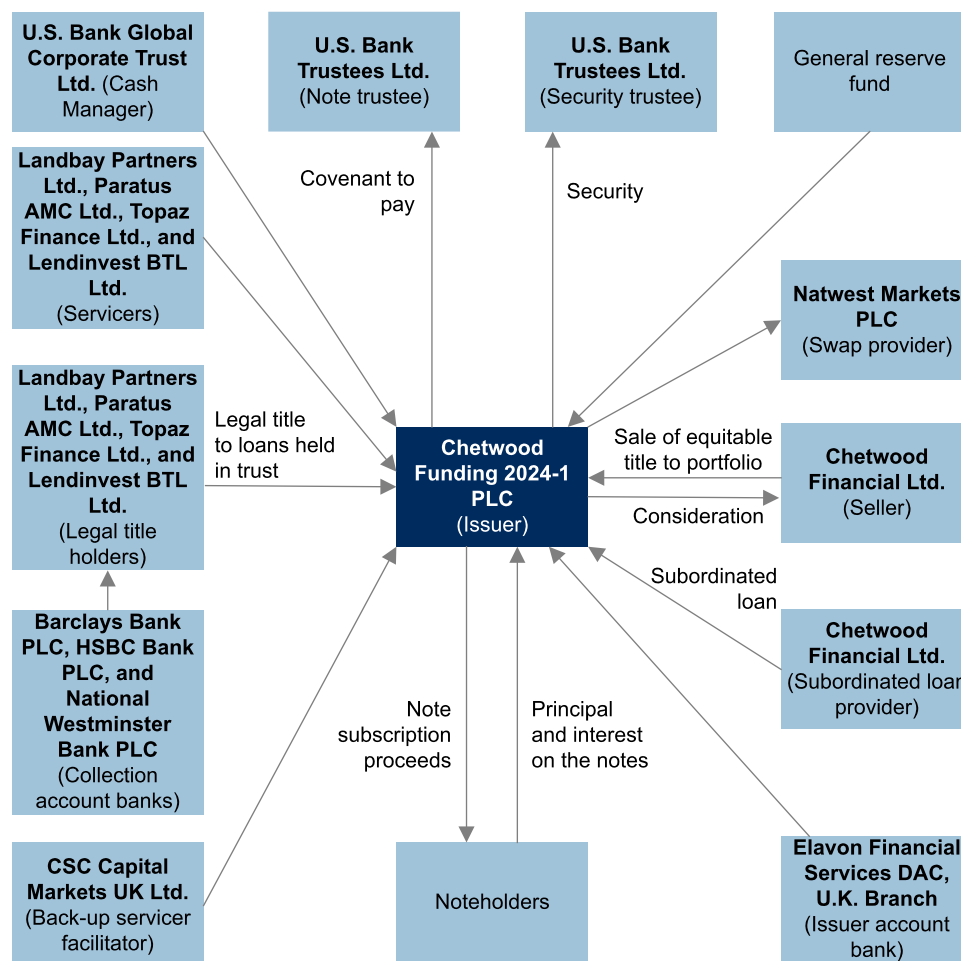 U.S. Bank Global
Corporate Trust
Ltd. (Cash
Manager)
U.S. Bank
Trustees Ltd.
(Note trustee)
U.S. Bank
Trustees Ltd.
(Security trustee)
General reserve
fund
Landbay Partners
Ltd., Paratus
AMC Ltd., Topaz
Finance Ltd., and
Lendinvest BTL
Ltd.
(Servicers)
Covenant to
pay
Security
Natwest Markets
PLC
(Swap provider)
Landbay Partners
Ltd., Paratus
AMC Ltd., Topaz
Finance Ltd., and
Lendinvest BTL
Ltd.
(Legal title
holders)
Legal title
to loans held
in trust
Chetwood
Funding 2024-1
PLC
(Issuer)
Sale of equitable
title to portfolio
Consideration
Chetwood
Financial Ltd.
(Seller)
Subordinated
loan
Chetwood
Financial Ltd.
(Subordinated loan
provider)
Barclays Bank
PLC, HSBC Bank
PLC, and
National
Westminster
Bank PLC
(Collection
account banks)
Note
subscription
proceeds
Principal
and interest
on the notes
CSC Capital
Markets UK Ltd.
(Back-up servicer
facilitator)
Noteholders
Elavon Financial
Services DAC,
U.K. Branch
(Issuer account
bank)